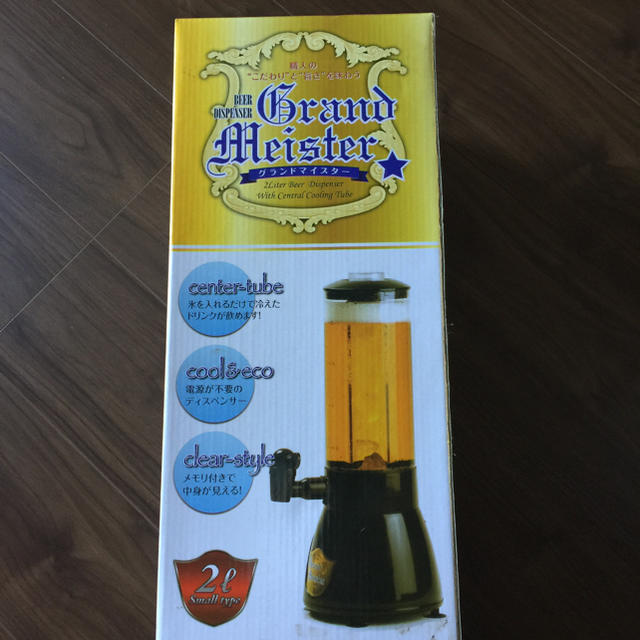 職人の
"こだわり"と"旨さ"を味わう
BEER
DISPENSER
Grand
Meister
グランドマイスター
2Liter Beer Dispenser
With Central Cooling Tube
center-tube
氷を入れるだけで冷えた
ドリンクが飲めます!
cool&eco
電源が不要の
ディスペンサー
clear-style
メモリ付きで
中身が見える!
2ℓ
Small type